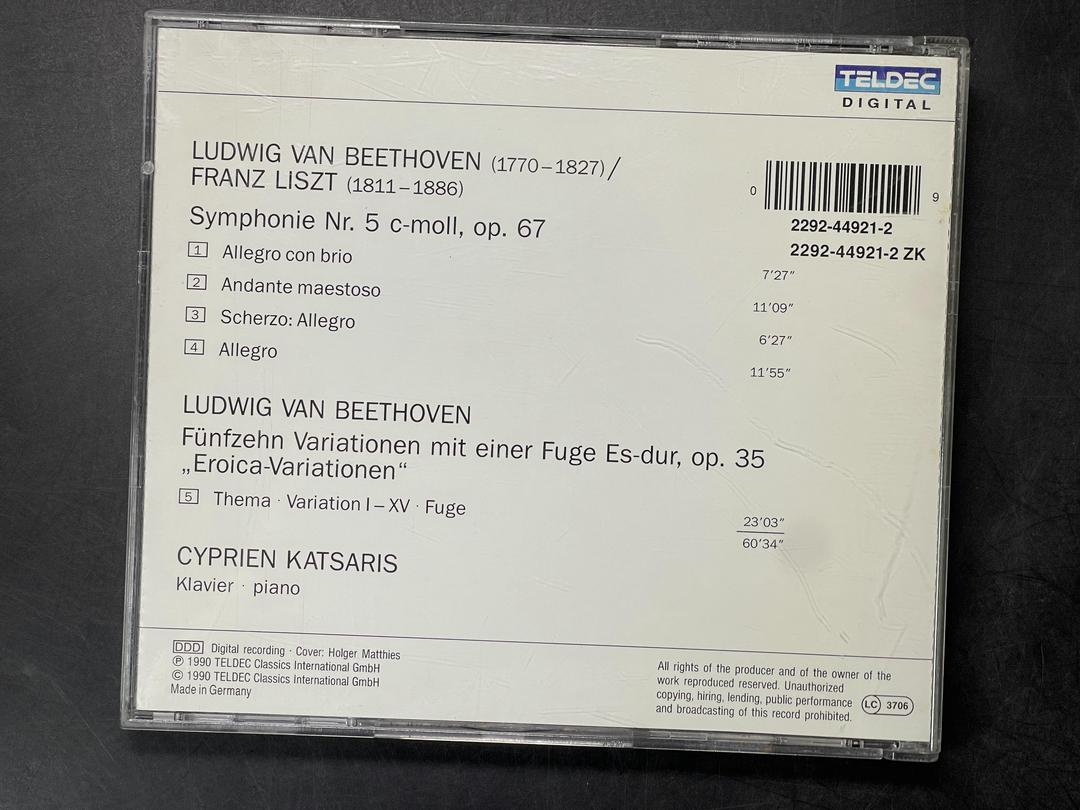 TELDEC
DIGITAL
LUDWIG VAN BEETHOVEN (1770–1827)/
FRANZ LISZT (1811–1886)
0 9
2292-44921-2
2292-44921-2 ZK
Symphonie Nr. 5 c-moll, op. 67
1 Allegro con brio 7’27”
2 Andante maestoso 11’09”
3 Scherzo: Allegro 6’27”
4 Allegro 11’55”
LUDWIG VAN BEETHOVEN
Fünfzehn Variationen mit einer Fuge Es-dur, op. 35
„Eroica-Variationen“
5 Thema · Variation I – XV · Fuge 23’03”
60’34”
CYPRIEN KATSARIS
Klavier · piano
DDD Digital recording · Cover: Holger Matthies
℗ 1990 TELDEC Classics International GmbH
© 1990 TELDEC Classics International GmbH
Made in Germany
All rights of the producer and of the owner of the
work reproduced reserved. Unauthorized
copying, hiring, lending, public performance
and broadcasting of this record prohibited.
LC 3706